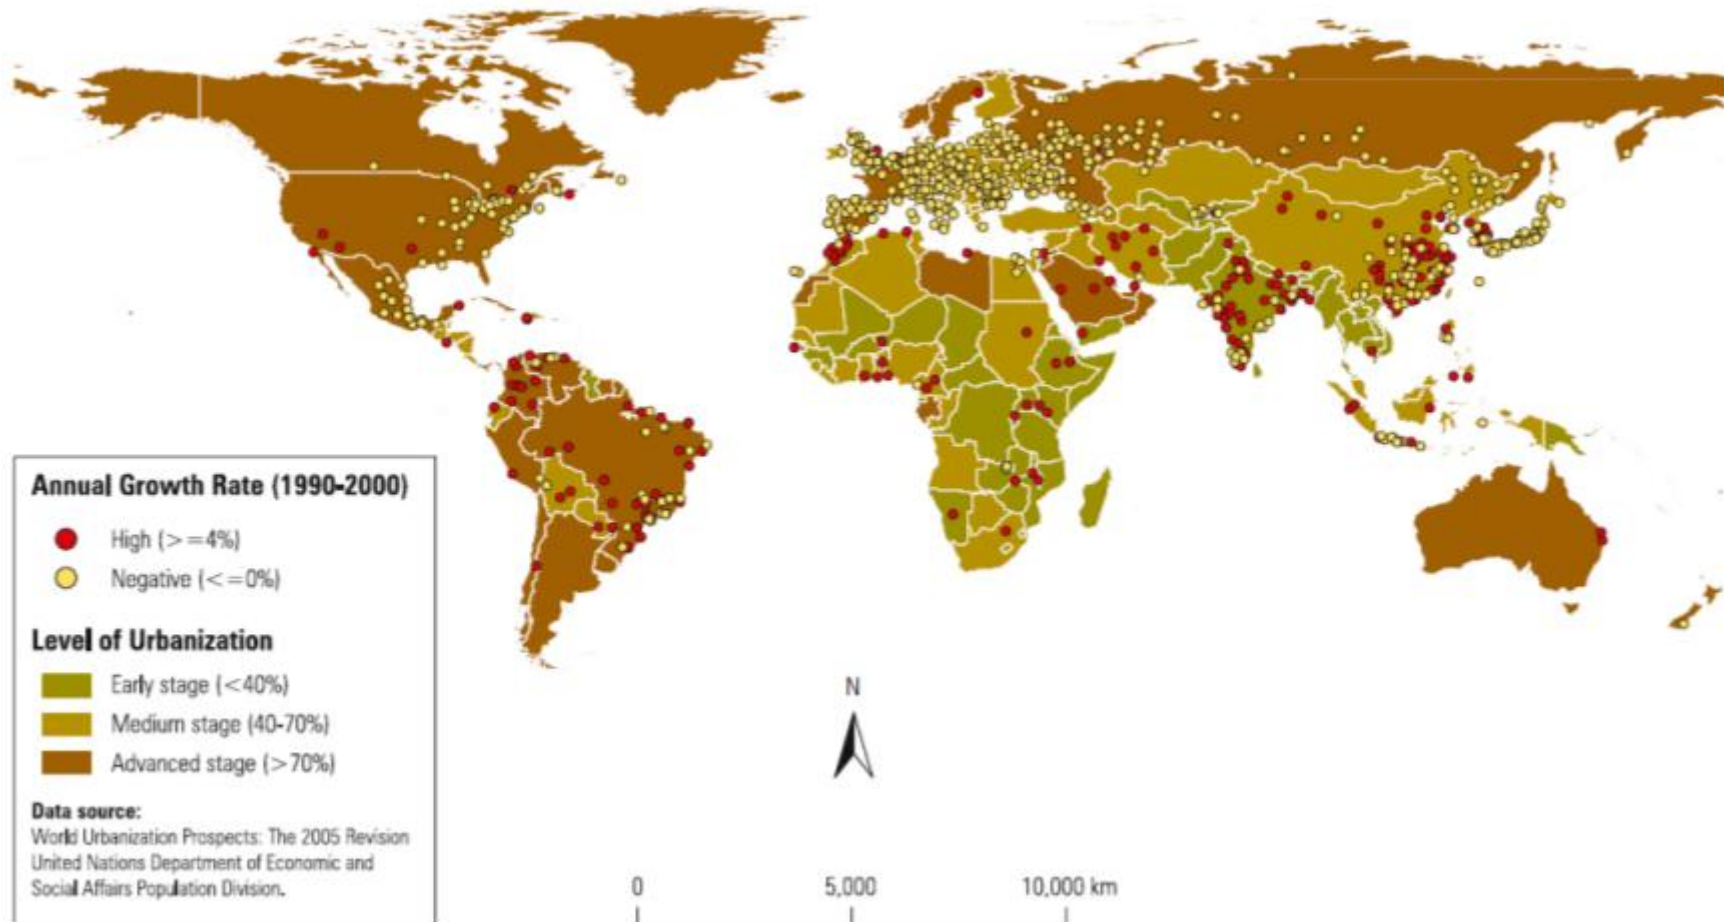 Annual Growth Rate (1990-2000)
High (>=4%)
Negative (<=0%)
Level of Urbanization
Early stage (<40%)
Medium stage (40-70%)
Advanced stage (>70%)
Data source:
World Urbanization Prospects: The 2005 Revision
United Nations Department of Economic and
Social Affairs Population Division.
N
0 5,000 10,000 km